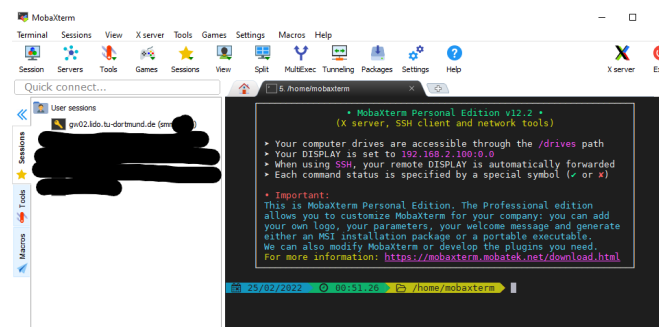 MobaXterm
Terminal Sessions View X server Tools Games Settings Macros Help
Session Servers Tools Games Sessions View Split MultiExec Tunneling Packages Settings Help X server
Quick connect...
5. /home/mobaxterm
User sessions
gw02.lido.tu-dortmund.de
Sessions
Tools
Macros
• MobaXterm Personal Edition v12.2 •
(X server, SSH client and network tools)
➤ Your computer drives are accessible through the /drives path
➤ Your DISPLAY is set to 192.168.2.100:0.0
➤ When using SSH, your remote DISPLAY is automatically forwarded
➤ Each command status is specified by a special symbol (✔ or ✘)
• Important:
This is MobaXterm Personal Edition. The Professional edition
allows you to customize MobaXterm for your company: you can add
your own logo, your parameters, your welcome message and generate
either an MSI installation package or a portable executable.
We can also modify MobaXterm or develop the plugins you need.
For more information: https://mobaxterm.mobatek.net/download.html
25/02/2022 00:51.26 /home/mobaxterm